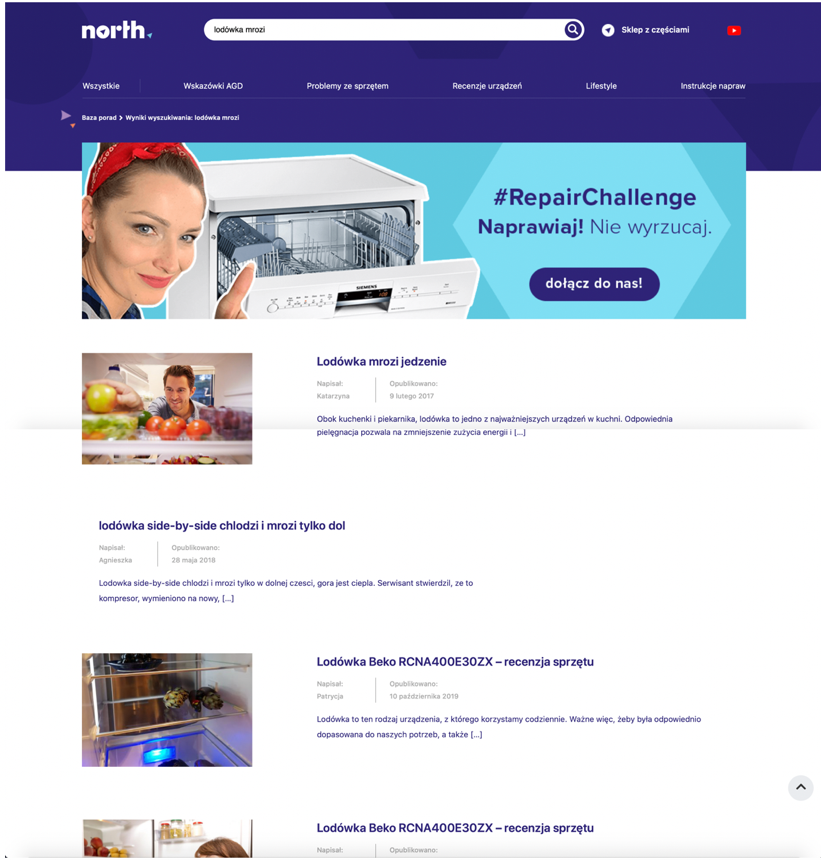 north.
lodówka mrozi
Sklep z częściami
Wszystkie
Wskazówki AGD
Problemy ze sprzętem
Recenzje urządzeń
Lifestyle
Instrukcje napraw
Baza porad > Wyniki wyszukiwania: lodówka mrozi
#RepairChallenge
Naprawiaj! Nie wyrzucaj.
SIEMENS
dołącz do nas!
Lodówka mrozi jedzenie
Napisał: Opublikowano:
Katarzyna 9 lutego 2017
Obok kuchenki i piekarnika, lodówka to jedno z najważniejszych urządzeń w kuchni. Odpowiednia
pielęgnacja pozwala na zmniejszenie zużycia energii i [...]
lodówka side-by-side chlodzi i mrozi tylko dol
Napisał: Opublikowano:
Agnieszka 28 maja 2018
Lodowka side-by-side chlodzi i mrozi tylko w dolnej czesci, gora jest ciepla. Serwisant stwierdzil, ze to
kompresor, wymieniono na nowy, [...]
Lodówka Beko RCNA400E30ZX – recenzja sprzętu
Napisał: Opublikowano:
Patrycja 10 października 2019
Lodówka to ten rodzaj urządzenia, z którego korzystamy codziennie. Ważne więc, żeby była odpowiednio
dopasowana do naszych potrzeb, a także [...]
Lodówka Beko RCNA400E30ZX – recenzja sprzętu
Napisał: Opublikowano: